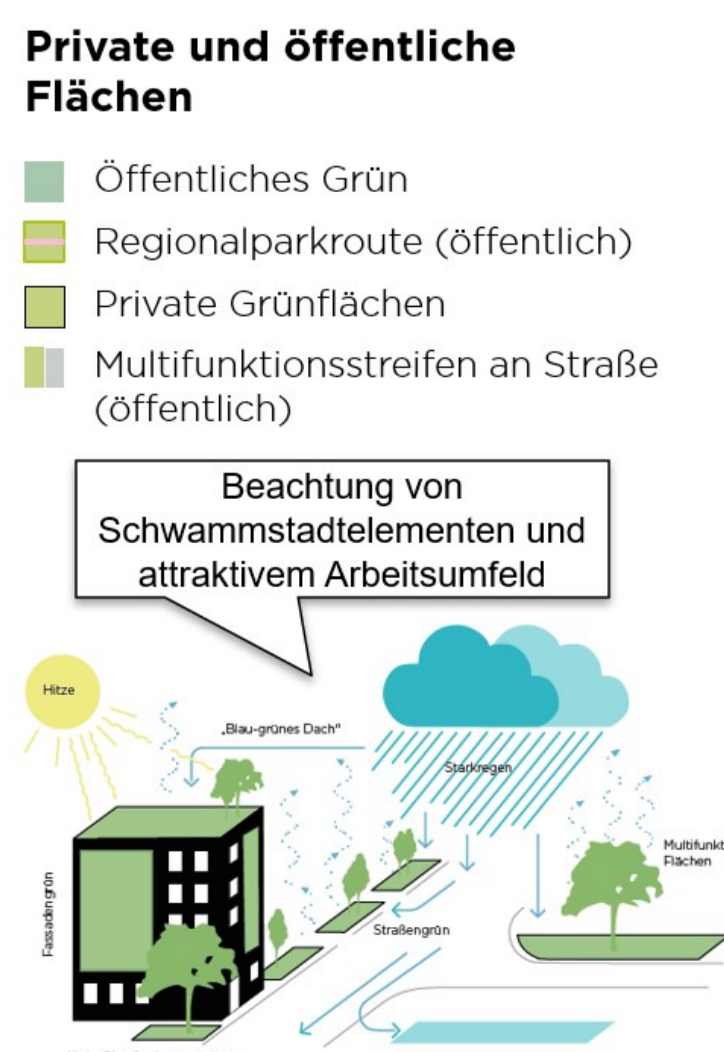 Private und öffentliche
Flächen
Öffentliches Grün
Regionalparkroute (öffentlich)
Private Grünflächen
Multifunktionsstreifen an Straße
(öffentlich)
Beachtung von
Schwammstadtelementen und
attraktivem Arbeitsumfeld
Hitze
„Blau-grünes Dach"
Starkregen
Multifunkt
Flächen
Fassadengrün
Straßengrün